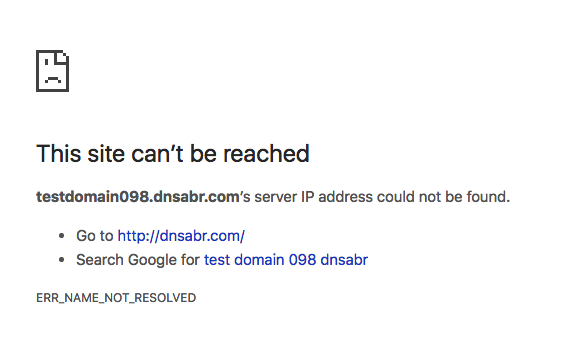 This site can’t be reached
testdomain098.dnsabr.com’s server IP address could not be found.
• Go to http://dnsabr.com/
• Search Google for test domain 098 dnsabr
ERR_NAME_NOT_RESOLVED